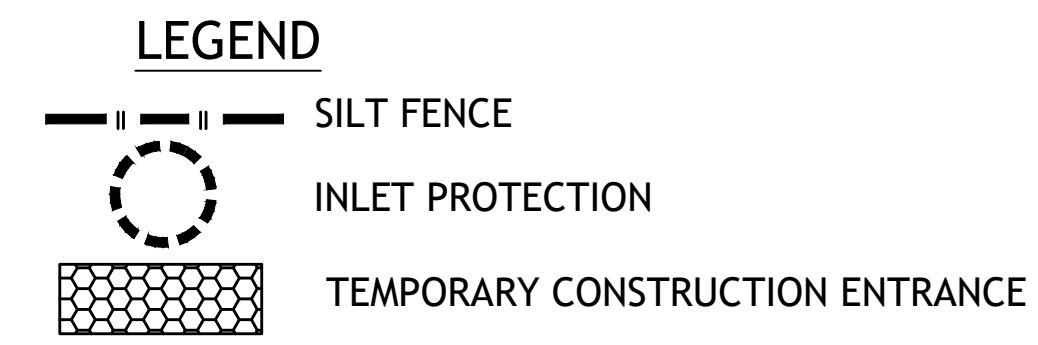 LEGEND
SILT FENCE
INLET PROTECTION
TEMPORARY CONSTRUCTION ENTRANCE